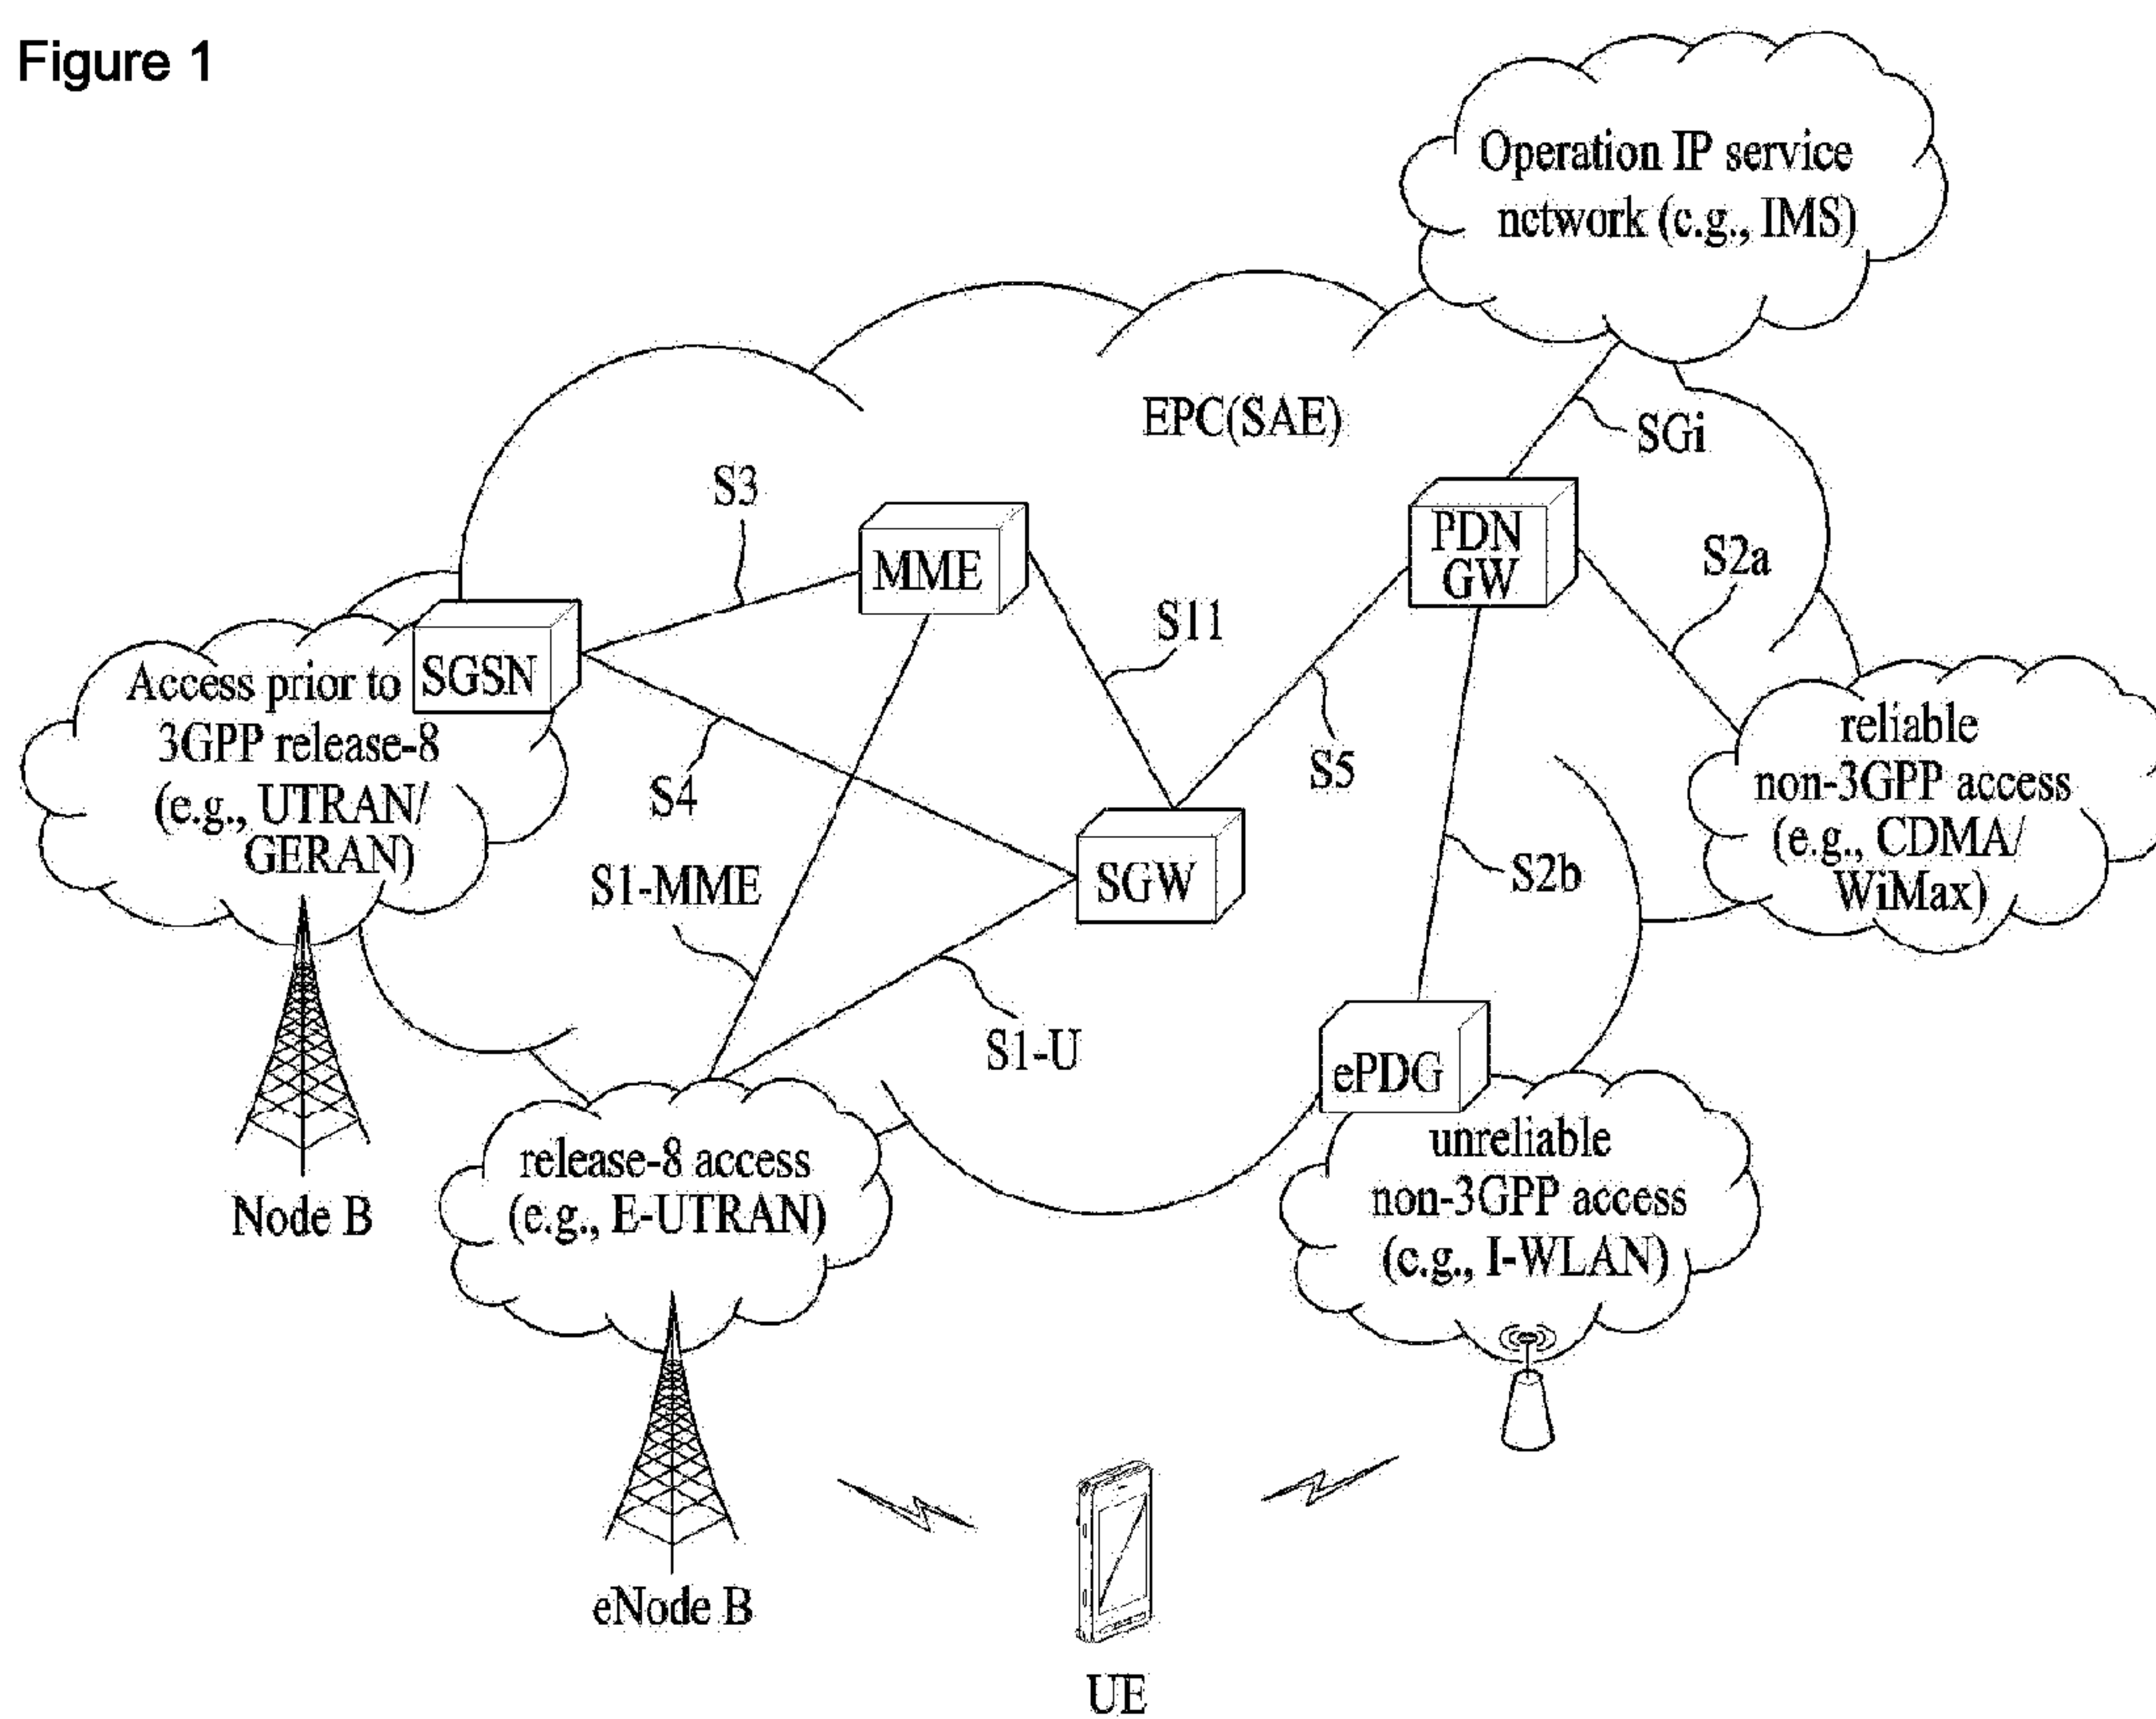 Figure 1
Operation IP service
nctwork (c.g., IMS)
EPC(SAE)
SGi
S3
MME
PDN
GW
S2a
S11
SGSN
Access prior to
3GPP release-8
(e.g., UTRAN/
GERAN)
S4
S5
reliable
non-3GPP access
(e.g., CDMA/
WiMax)
S1-MME
SGW
S2b
S1-U
ePDG
unreliable
non-3GPP access
(c.g., I-WLAN)
release-8 access
(e.g., E-UTRAN)
Node B
eNode B
UE